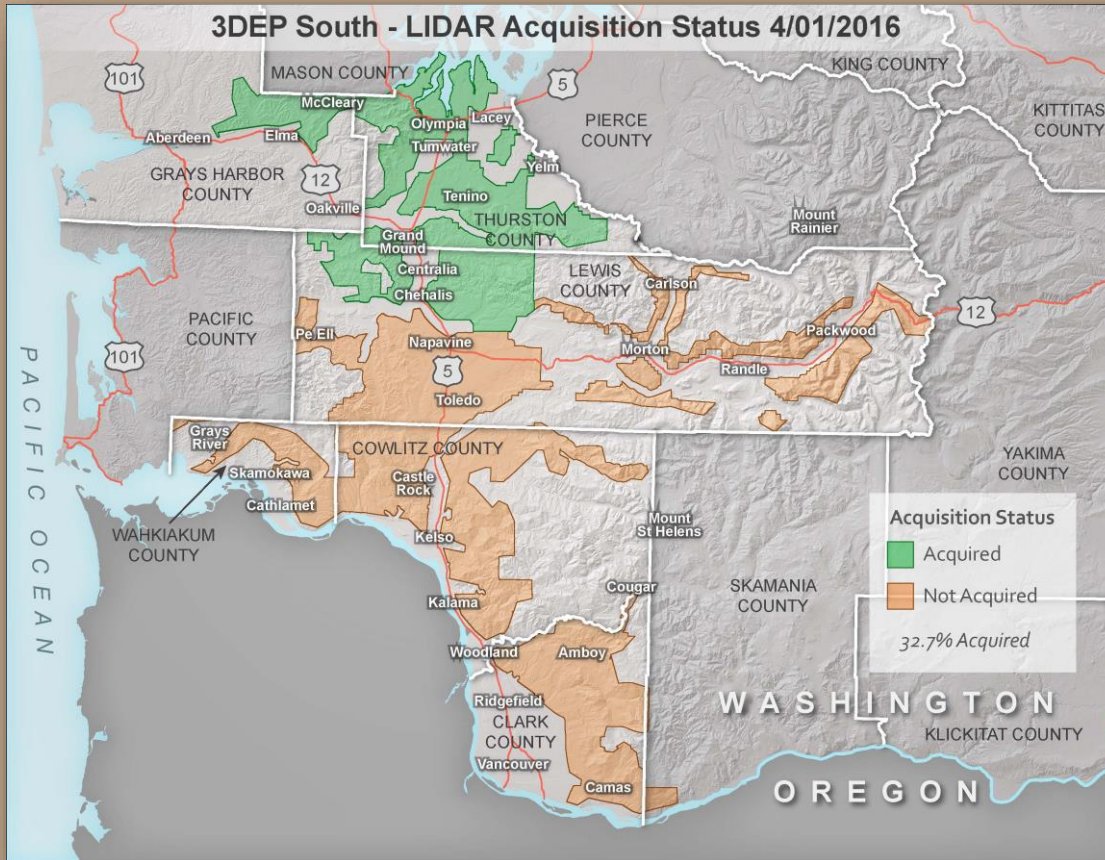 3DEP South - LIDAR Acquisition Status 4/01/2016
101
MASON COUNTY
5
KING COUNTY
KITTITAS
COUNTY
McCleary
Lacey
Olympia
PIERCE
COUNTY
Aberdeen
Elma
Tumwater
Yelm
GRAYS HARBOR
COUNTY
12
Tenino
Oakville
THURSTON
COUNTY
Mount
Rainier
Grand
Mound
Centralia
LEWIS
COUNTY
Carlson
Chehalis
PACIFIC
COUNTY
12
Pe Ell
Napavine
Morton
Packwood
101
5
Randle
Toledo
PACIFIC OCEAN
Grays
River
COWLITZ COUNTY
YAKIMA
COUNTY
Skamokawa
Castle
Rock
Cathlamet
Mount
St Helens
WAHKIAKUM
COUNTY
Kelso
Acquisition Status
Acquired
Not Acquired
32.7% Acquired
SKAMANIA
COUNTY
Cougar
Kalama
Woodland
Amboy
Ridgefield
WASHINGTON
CLARK
COUNTY
KLICKITAT COUNTY
Vancouver
Camas
OREGON